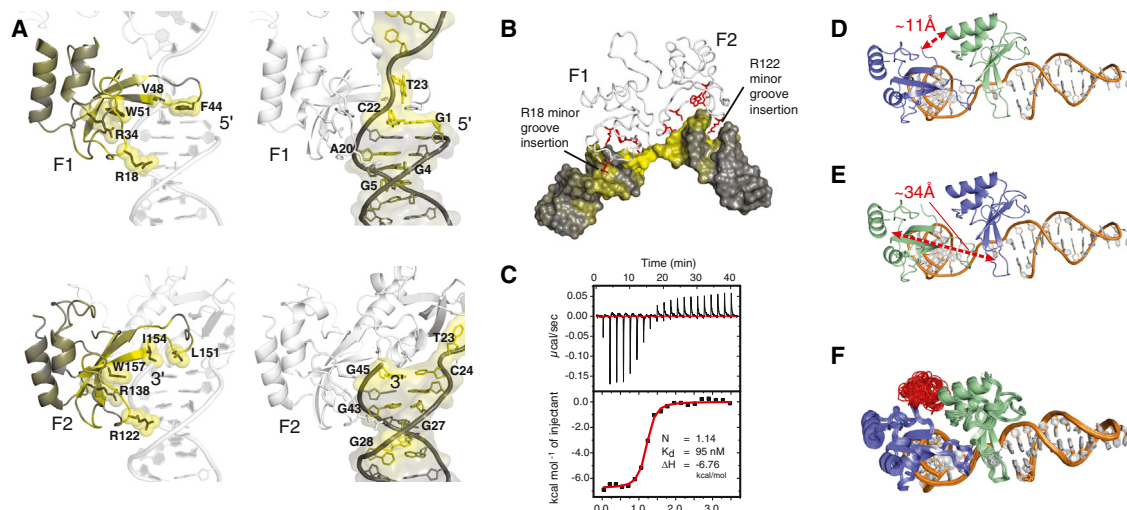 A
V48
W51
F44
R34
5'
F1
R18
T23
C22
G1
5'
F1
A20
G4
G5
I154
L151
W157
3'
R138
F2
R122
T23
G45
3'
C24
G43
G27
F2
G28
B
F2
F1
R122
minor
groove
insertion
R18 minor
groove
insertion
C
Time (min)
0 10 20 30 40
0.05
0.00
-0.05
-0.10
-0.15
µcal/sec
0.0
-2.0
-4.0
-6.0
kcal mol⁻¹ of injectant
N = 1.14
Kd = 95 nM
ΔH = -6.76
kcal/mol
0.0 1.0 2.0 3.0
D
~11Å
E
~34Å
F